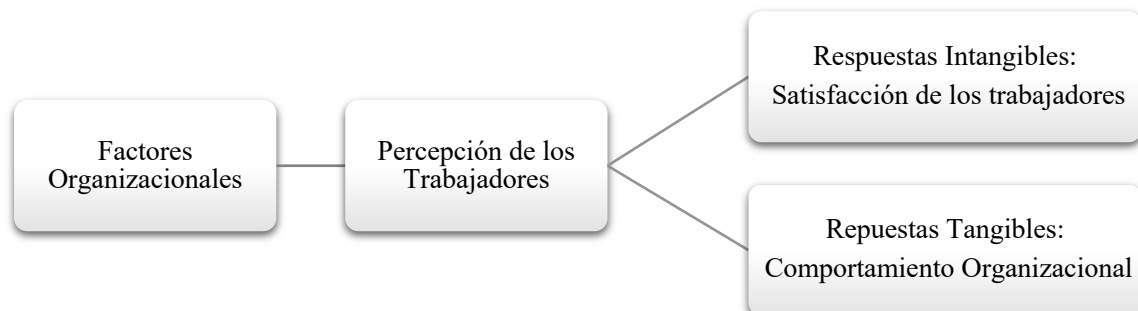 Factores
Organizacionales
Percepción de los
Trabajadores
Respuestas Intangibles:
Satisfacción de los trabajadores
Repuestas Tangibles:
Comportamiento Organizacional